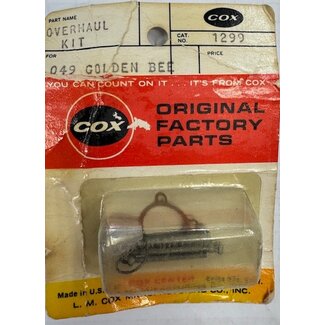 PART NAME
OVERHAUL
KIT
COX
CAT. NO.
1299
FOR
.049 GOLDEN BEE
PRICE
YOU CAN COUNT ON IT . . . IT'S FROM COX
COX
ORIGINAL
FACTORY
PARTS
Made in U.S.
L. M. COX INC.